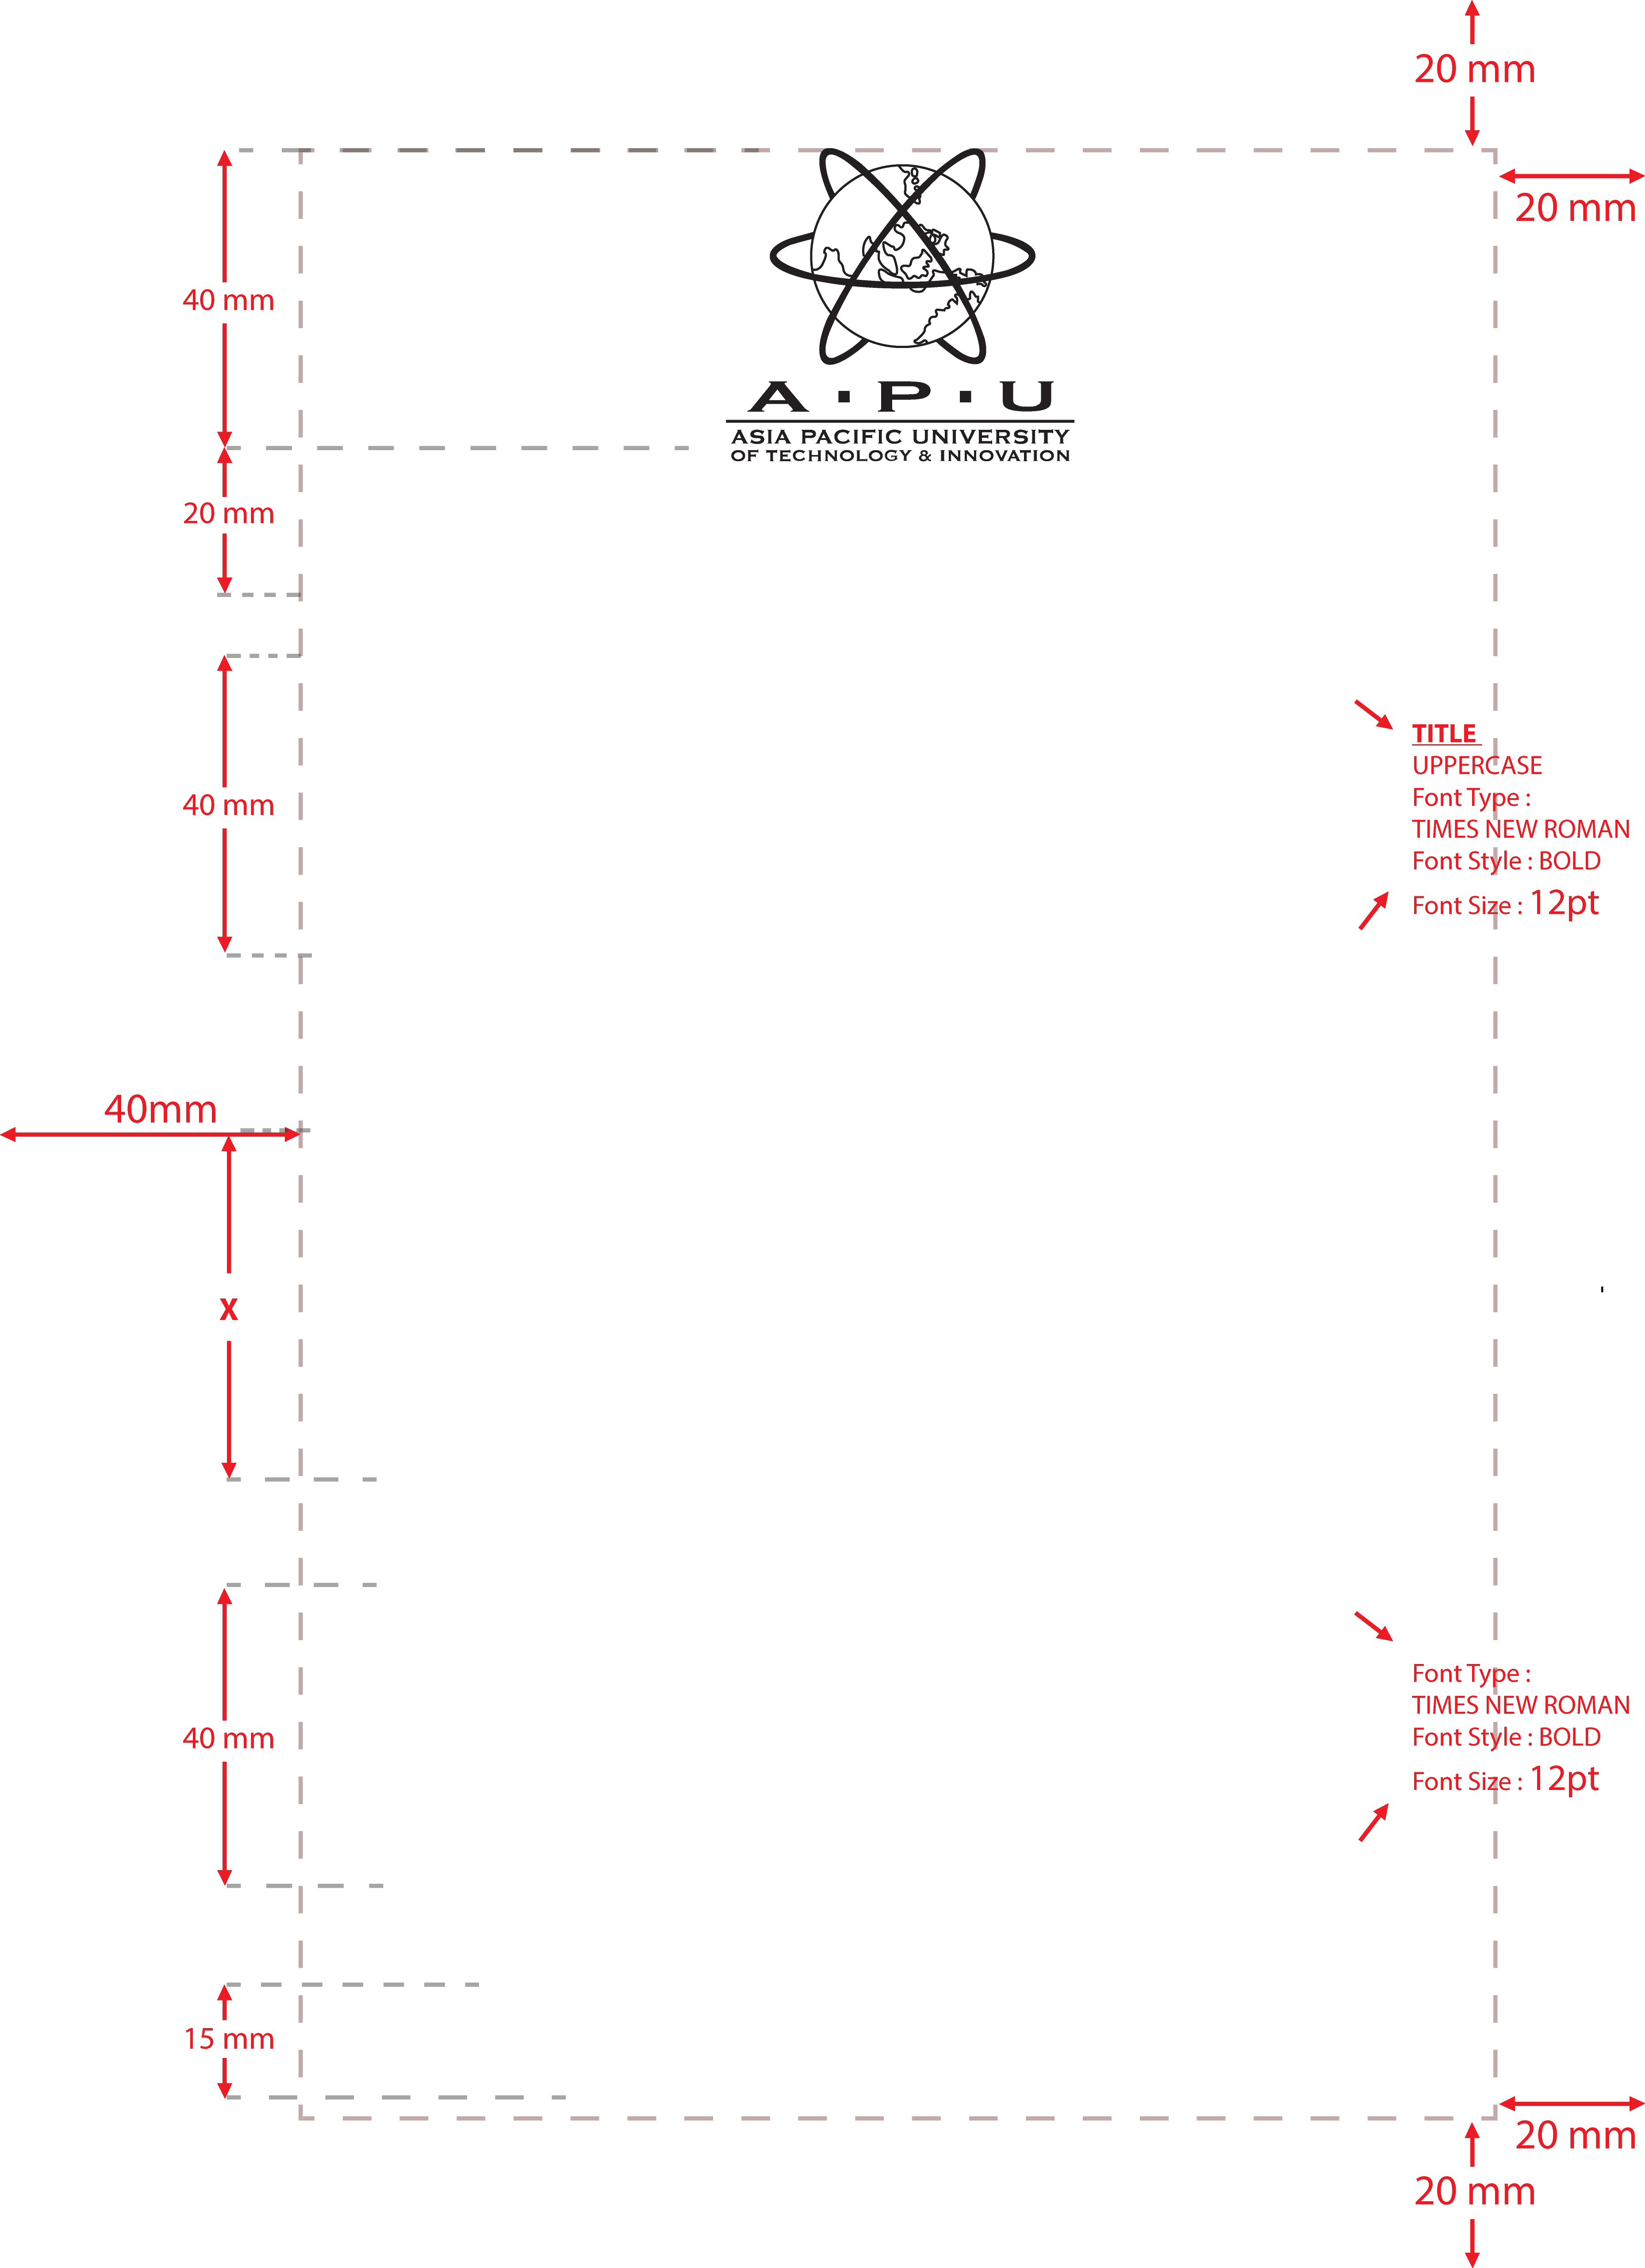 20 mm
20 mm
40 mm
A · P · U
ASIA PACIFIC UNIVERSITY
OF TECHNOLOGY & INNOVATION
20 mm
TITLE
UPPERCASE
Font Type :
TIMES NEW ROMAN
Font Style : BOLD
Font Size : 12pt
40 mm
40mm
x
Font Type :
TIMES NEW ROMAN
Font Style : BOLD
Font Size : 12pt
40 mm
15 mm
20 mm
20 mm